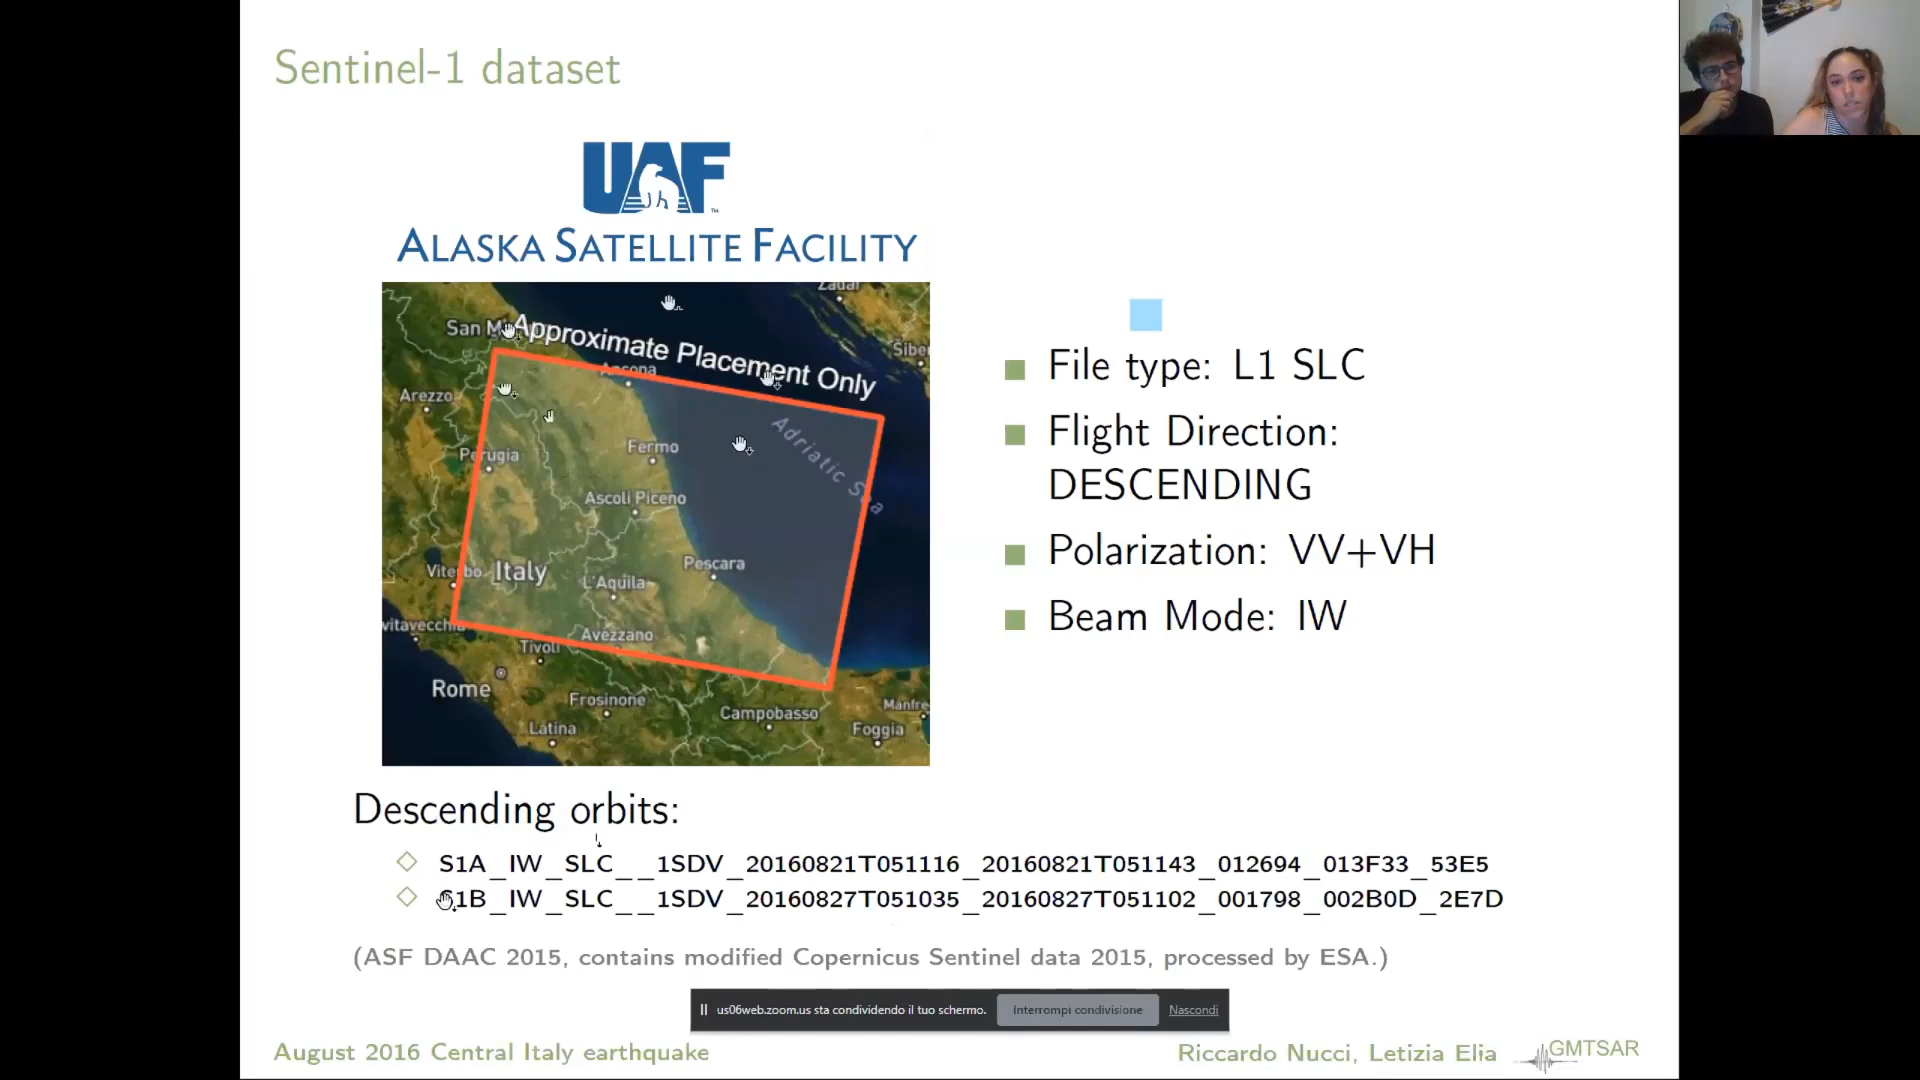 Sentinel-1 dataset
UAF
ALASKA SATELLITE FACILITY
Zadar
San
Approximate Placement Only
Ancona
Arezzo
Fermo
Adriatic Sea
Perugia
Ascoli Piceno
Pescara
Viterbo
Italy
L'Aquila
vitavecchia
Avezzano
Tivoli
Rome
Frosinone
Campobasso
Manfre
Latina
Foggia
File type: L1 SLC
Flight Direction:
DESCENDING
Polarization: VV+VH
Beam Mode: IW
Descending orbits:
S1A_IW_SLC__1SDV_20160821T051116_20160821T051143_012694_013F33_53E5
S1B_IW_SLC__1SDV_20160827T051035_20160827T051102_001798_002B0D_2E7D
(ASF DAAC 2015, contains modified Copernicus Sentinel data 2015, processed by ESA.)
us06web.zoom.us sta condividendo il tuo schermo. Interrompi condivisione Nascondi
August 2016 Central Italy earthquake
Riccardo Nucci, Letizia Elia
GMTSAR